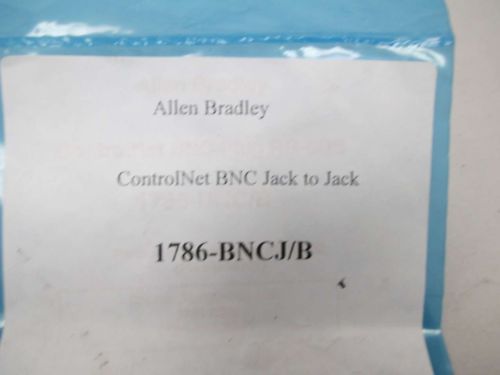 Allen Bradley
ControlNet BNC Jack to Jack
1786-BNCJ/B